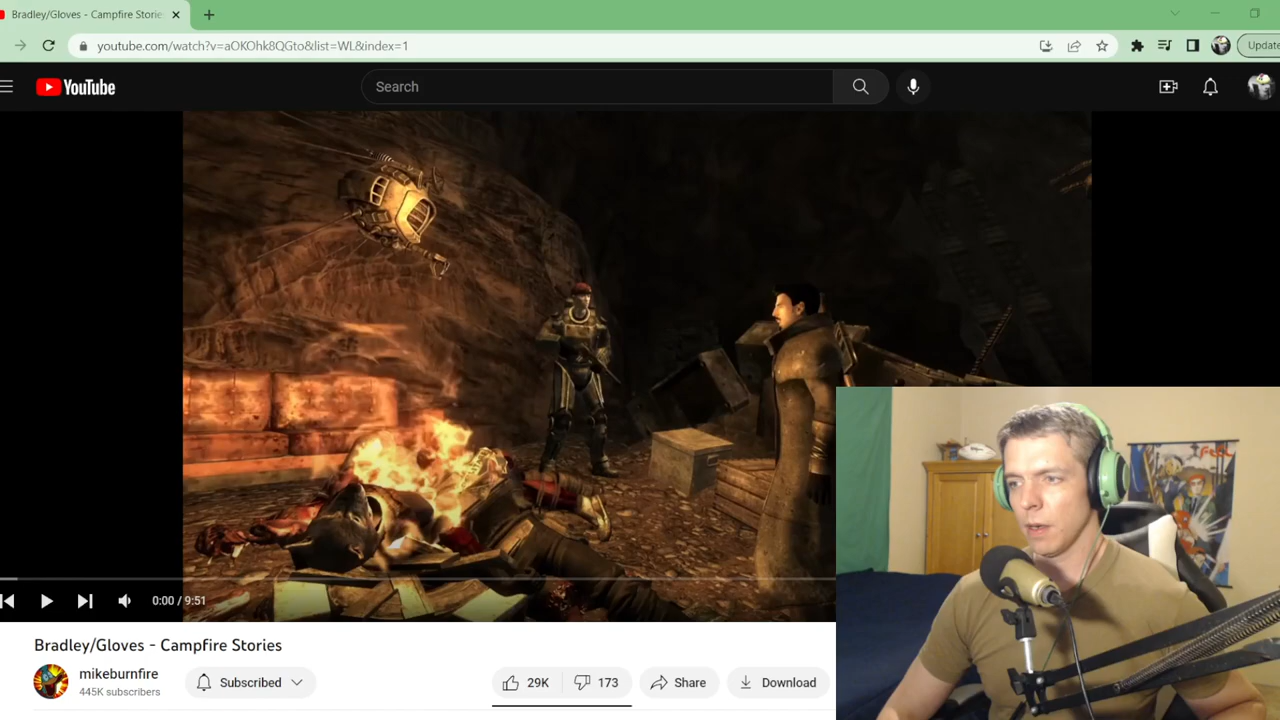 Bradley/Gloves - Campfire Storie
youtube.com/watch?v=aOKOhk8QGto&list=WL&index=1
Update
YouTube
Search
0:00 / 9:51
Bradley/Gloves - Campfire Stories
mikeburnfire
445K subscribers
Subscribed
29K
173
Share
Download